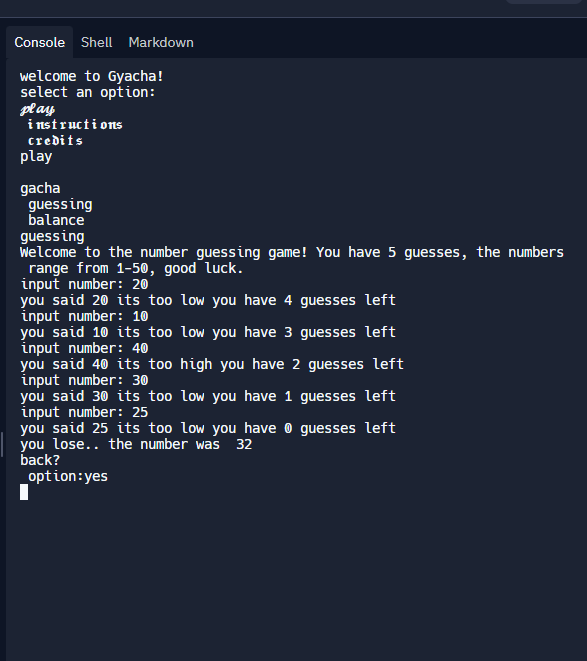 Console Shell Markdown
welcome to Gyacha!
select an option:
𝓹𝓵𝓪𝔂
𝖎𝖓𝖘𝖙𝖗𝖚𝖈𝖙𝖎𝖔𝖓𝖘
𝖈𝖗𝖊𝖉𝖎𝖙𝖘
play
gacha
guessing
balance
guessing
Welcome to the number guessing game! You have 5 guesses, the numbers
range from 1-50, good luck.
input number: 20
you said 20 its too low you have 4 guesses left
input number: 10
you said 10 its too low you have 3 guesses left
input number: 40
you said 40 its too high you have 2 guesses left
input number: 30
you said 30 its too low you have 1 guesses left
input number: 25
you said 25 its too low you have 0 guesses left
you lose.. the number was  32
back?
option:yes